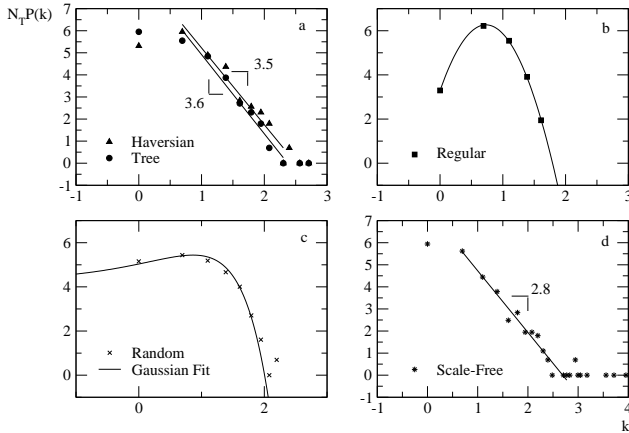 N_TP(k)
7
6
5
4
3
2
1
0
-1
a
3.5
3.6
Haversian
Tree
-1 0 1 2 3
6
4
2
0
b
Regular
-1 0 1 2 3
6
4
2
0
c
Random
Gaussian Fit
0 2
7
6
5
4
3
2
1
0
-1
d
2.8
Scale-Free
-1 0 1 2 3 4
k